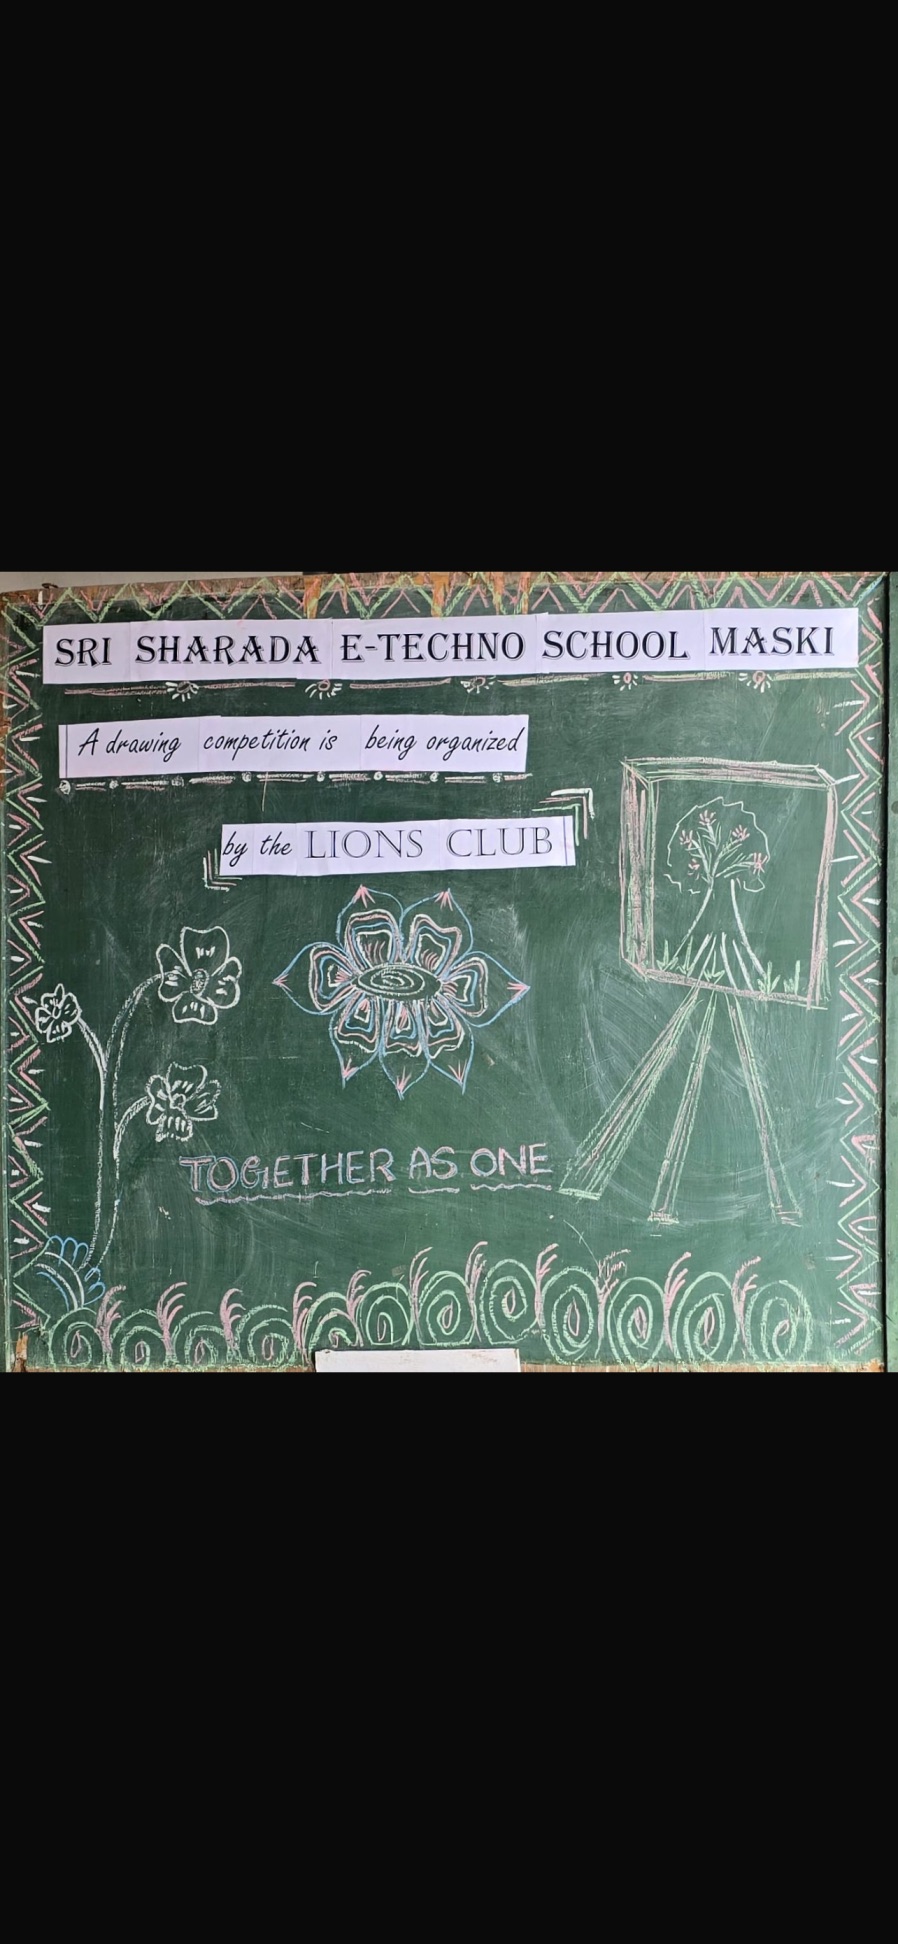 SRI SHARADA E-TECHNO SCHOOL MASKI
A drawing competition is being organized
by the LIONS CLUB
TOGETHER AS ONE